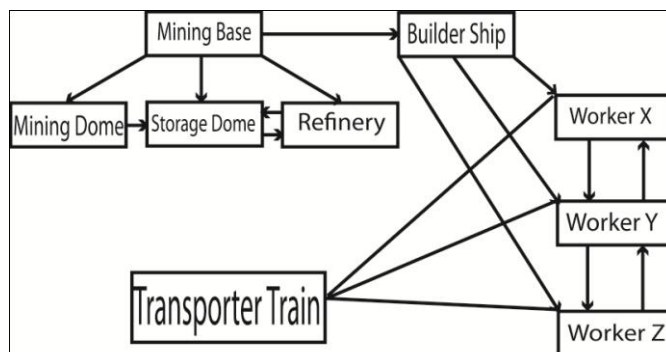 Mining Base
Builder Ship
Mining Dome
Storage Dome
Refinery
Worker X
Worker Y
Transporter Train
Worker Z